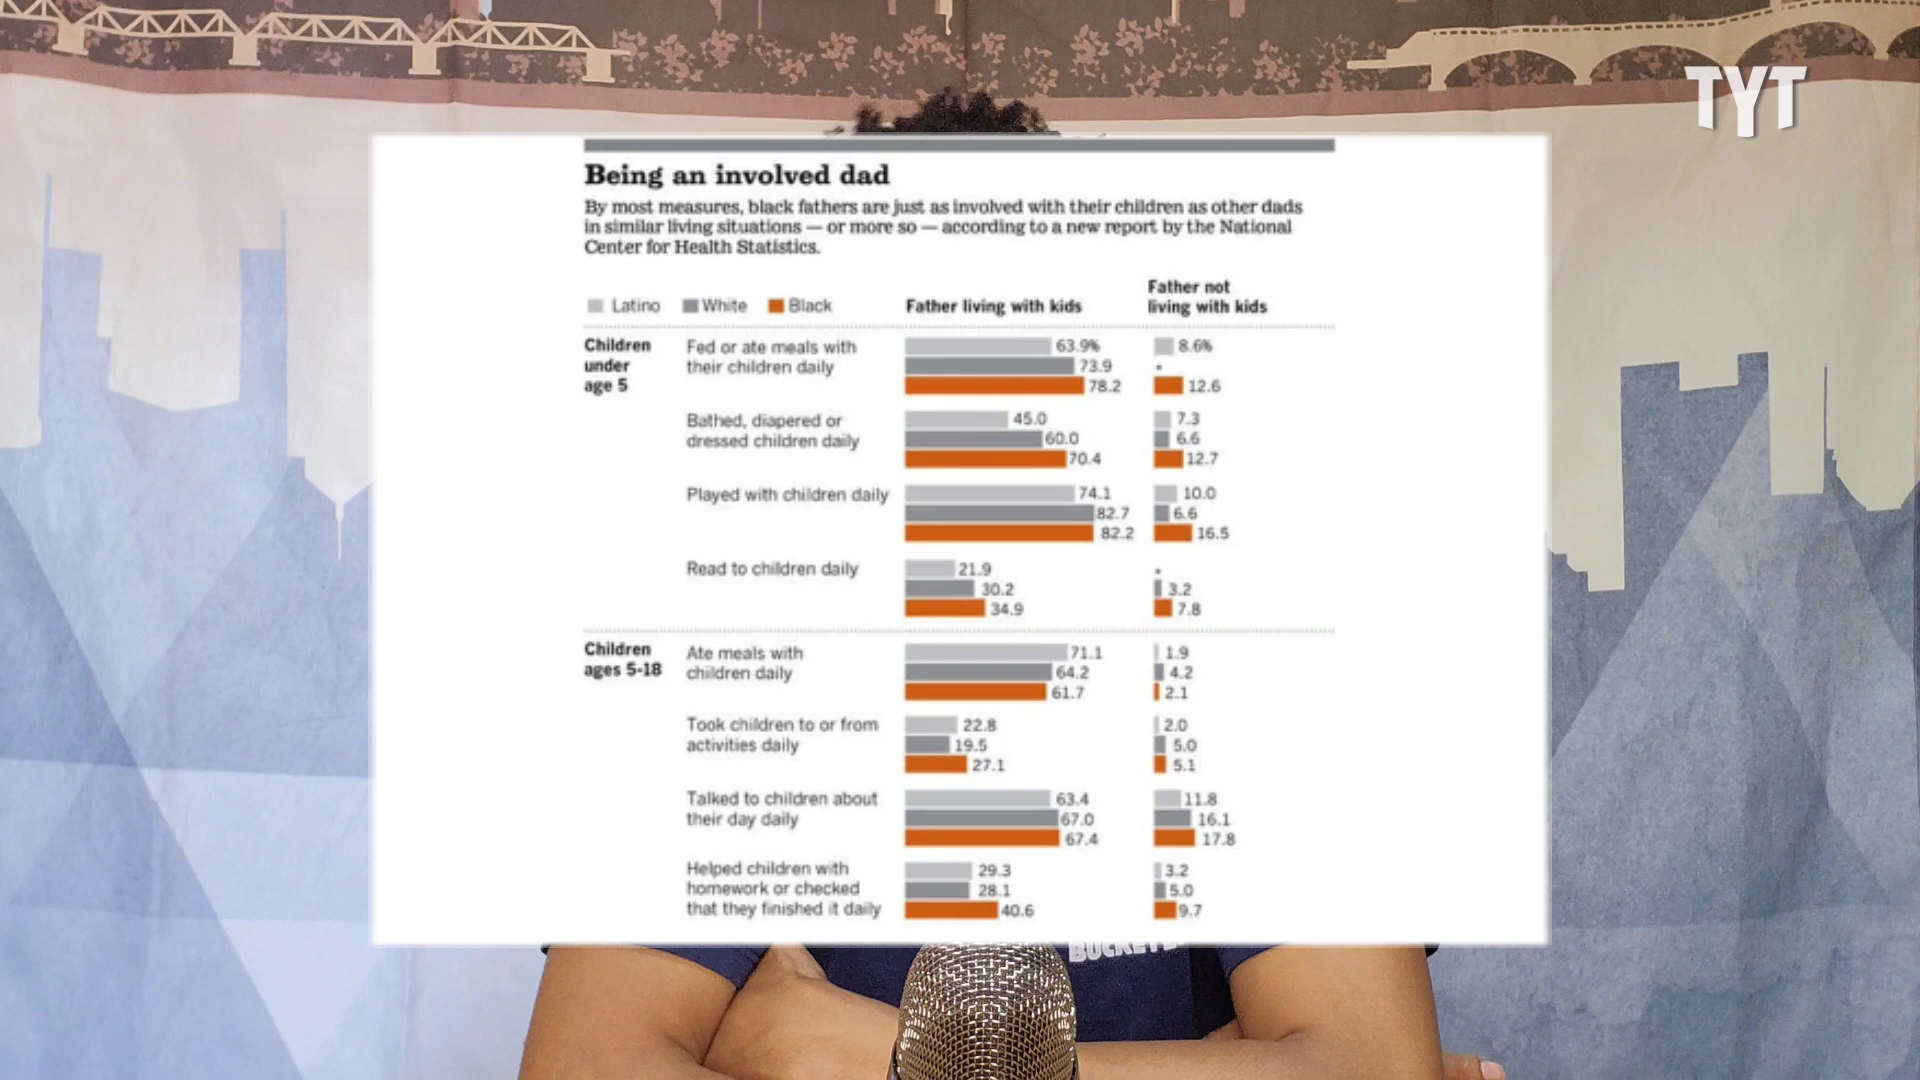 TYT
Being an involved dad
By most measures, black fathers are just as involved with their children as other dads
in similar living situations — or more so — according to a new report by the National
Center for Health Statistics.
Latino White Black
Father living with kids
Father not
living with kids
Children
under
age 5
Fed or ate meals with
their children daily
63.9%
73.9
78.2
8.6%
*
12.6
Bathed, diapered or
dressed children daily
45.0
60.0
70.4
7.3
6.6
12.7
Played with children daily
74.1
82.7
82.2
10.0
6.6
16.5
Read to children daily
21.9
30.2
34.9
*
3.2
7.8
Children
ages 5-18
Ate meals with
children daily
71.1
64.2
61.7
1.9
4.2
2.1
Took children to or from
activities daily
22.8
19.5
27.1
2.0
5.0
5.1
Talked to children about
their day daily
63.4
67.0
67.4
11.8
16.1
17.8
Helped children with
homework or checked
that they finished it daily
29.3
28.1
40.6
3.2
5.0
9.7